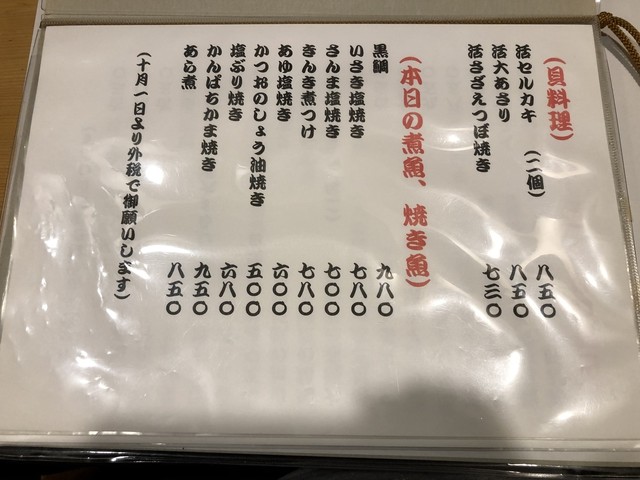 (貝料理)
活セルカキ (二個) 八五〇
活大あさり 八五〇
活さざえつぼ焼き 七三〇
(本日の煮魚、焼き魚)
黒鯛 九八〇
いさき塩焼き 七八〇
さんま塩焼き 七〇〇
きんき煮つけ 七八〇
あゆ塩焼き 六〇〇
かつおのしょう油焼き 五〇〇
塩ぶり焼き 六八〇
かんぱちかま焼き 九五〇
あら煮 八五〇
(十月一日より外税で御願いします)